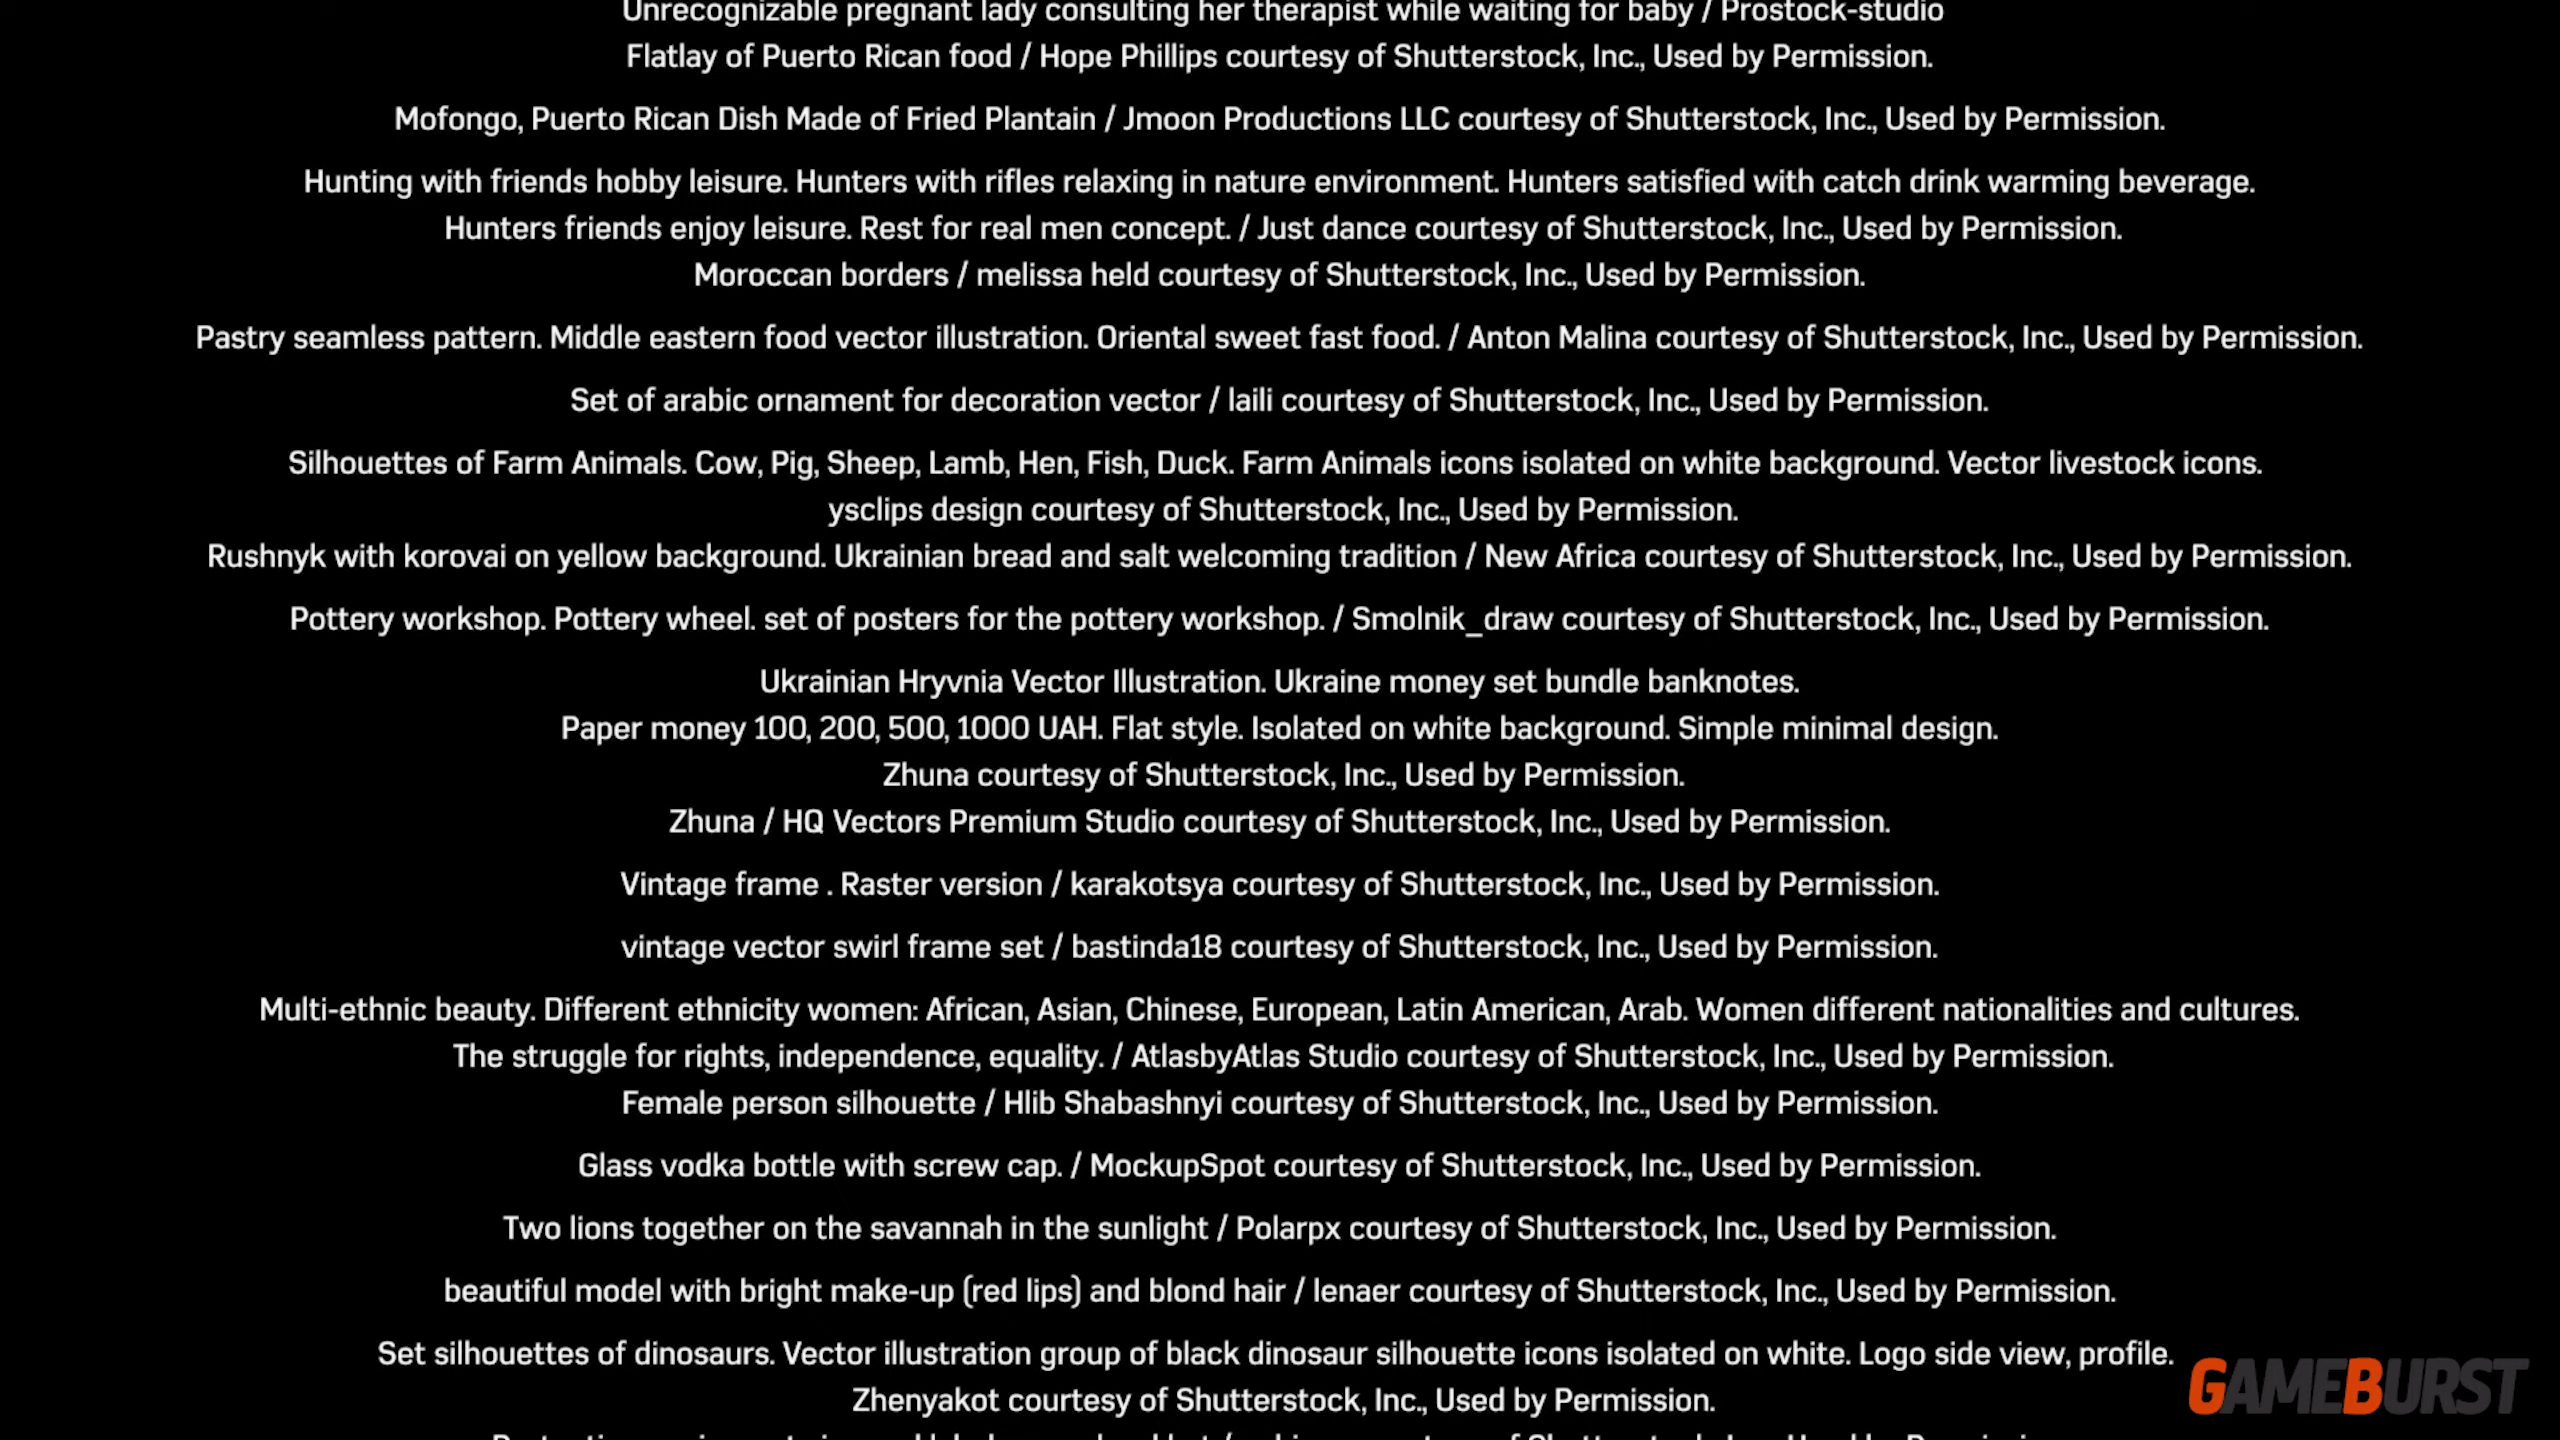 Unrecognizable pregnant lady consulting her therapist while waiting for baby / Prostock-studio
Flatlay of Puerto Rican food / Hope Phillips courtesy of Shutterstock, Inc., Used by Permission.
Mofongo, Puerto Rican Dish Made of Fried Plantain / Jmoon Productions LLC courtesy of Shutterstock, Inc., Used by Permission.
Hunting with friends hobby leisure. Hunters with rifles relaxing in nature environment. Hunters satisfied with catch drink warming beverage.
Hunters friends enjoy leisure. Rest for real men concept. / Just dance courtesy of Shutterstock, Inc., Used by Permission.
Moroccan borders / melissa held courtesy of Shutterstock, Inc., Used by Permission.
Pastry seamless pattern. Middle eastern food vector illustration. Oriental sweet fast food. / Anton Malina courtesy of Shutterstock, Inc., Used by Permission.
Set of arabic ornament for decoration vector / laili courtesy of Shutterstock, Inc., Used by Permission.
Silhouettes of Farm Animals. Cow, Pig, Sheep, Lamb, Hen, Fish, Duck. Farm Animals icons isolated on white background. Vector livestock icons.
ysclips design courtesy of Shutterstock, Inc., Used by Permission.
Rushnyk with korovai on yellow background. Ukrainian bread and salt welcoming tradition / New Africa courtesy of Shutterstock, Inc., Used by Permission.
Pottery workshop. Pottery wheel. set of posters for the pottery workshop. / Smolnik_draw courtesy of Shutterstock, Inc., Used by Permission.
Ukrainian Hryvnia Vector Illustration. Ukraine money set bundle banknotes.
Paper money 100, 200, 500, 1000 UAH. Flat style. Isolated on white background. Simple minimal design.
Zhuna courtesy of Shutterstock, Inc., Used by Permission.
Zhuna / HQ Vectors Premium Studio courtesy of Shutterstock, Inc., Used by Permission.
Vintage frame . Raster version / karakotsya courtesy of Shutterstock, Inc., Used by Permission.
vintage vector swirl frame set / bastinda18 courtesy of Shutterstock, Inc., Used by Permission.
Multi-ethnic beauty. Different ethnicity women: African, Asian, Chinese, European, Latin American, Arab. Women different nationalities and cultures.
The struggle for rights, independence, equality. / AtlasbyAtlas Studio courtesy of Shutterstock, Inc., Used by Permission.
Female person silhouette / Hlib Shabashnyi courtesy of Shutterstock, Inc., Used by Permission.
Glass vodka bottle with screw cap. / MockupSpot courtesy of Shutterstock, Inc., Used by Permission.
Two lions together on the savannah in the sunlight / Polarpx courtesy of Shutterstock, Inc., Used by Permission.
beautiful model with bright make-up (red lips) and blond hair / lenaer courtesy of Shutterstock, Inc., Used by Permission.
Set silhouettes of dinosaurs. Vector illustration group of black dinosaur silhouette icons isolated on white. Logo side view, profile.
Zhenyakot courtesy of Shutterstock, Inc., Used by Permission.
GAMEBURST